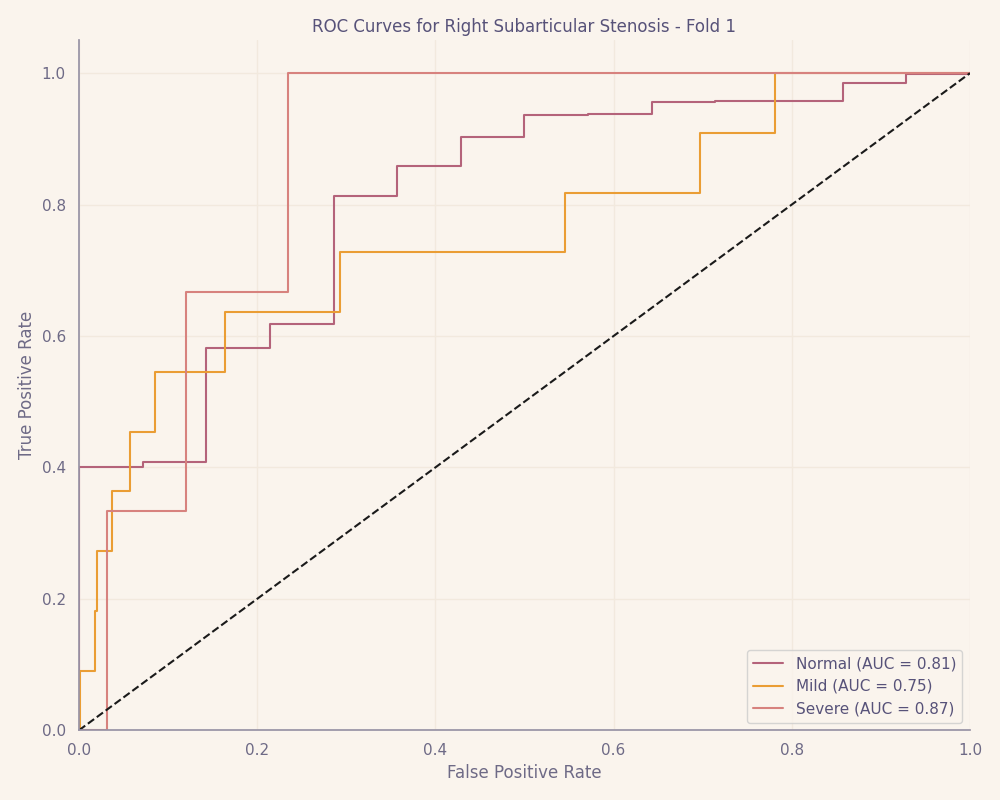 ROC Curves for Right Subarticular Stenosis - Fold 1
True Positive Rate
1.0
0.8
0.6
0.4
0.2
0.0
0.0 0.2 0.4 0.6 0.8 1.0
False Positive Rate
Normal (AUC = 0.81)
Mild (AUC = 0.75)
Severe (AUC = 0.87)